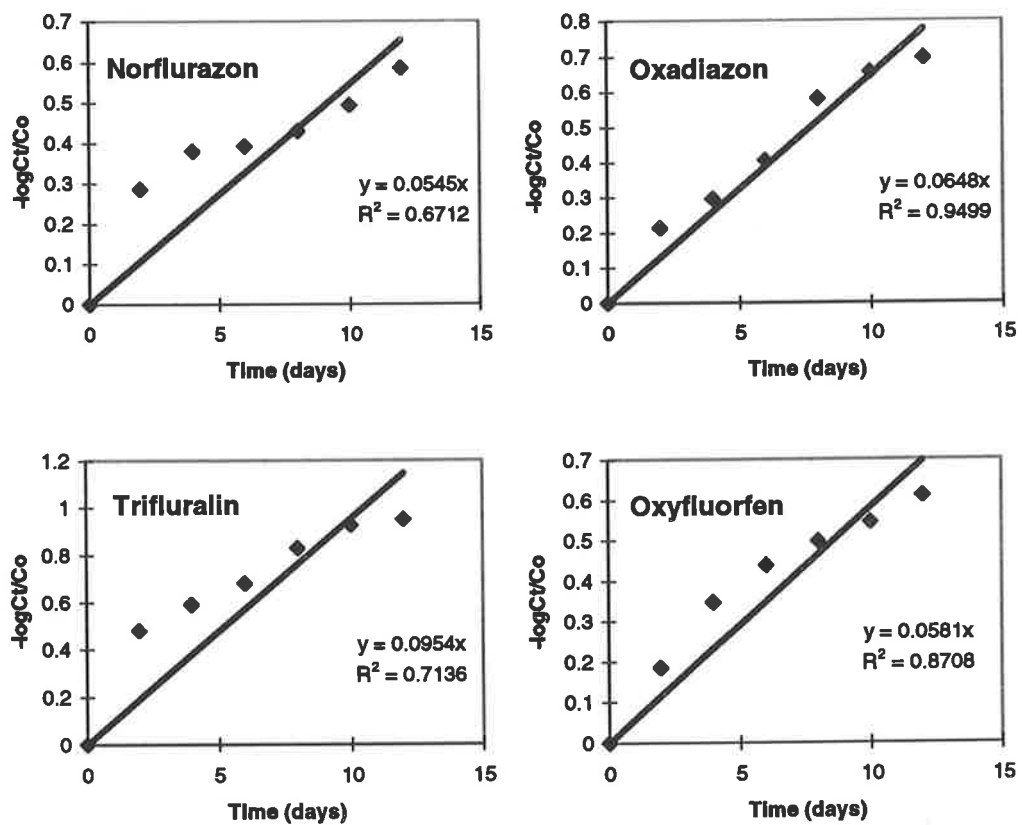 Norflurazon
-logCt/Co
0.7
0.6
0.5
0.4
0.3
0.2
0.1
0
y = 0.0545x
R² = 0.6712
0 5 10 15
Time (days)
Oxadiazon
-logCt/Co
0.8
0.7
0.6
0.5
0.4
0.3
0.2
0.1
0
y = 0.0648x
R² = 0.9499
0 5 10 15
Time (days)
Trifluralin
-logCt/Co
1.2
1
0.8
0.6
0.4
0.2
0
y = 0.0954x
R² = 0.7136
0 5 10 15
Time (days)
Oxyfluorfen
-logCt/Co
0.7
0.6
0.5
0.4
0.3
0.2
0.1
0
y = 0.0581x
R² = 0.8708
0 5 10 15
Time (days)